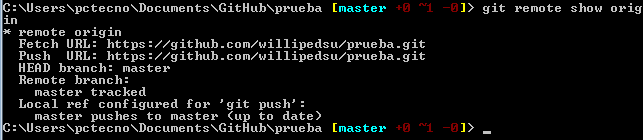 C:\Users\pctecno\Documents\GitHub\prueba [master +0 ~1 -0]> git remote show orig
in
* remote origin
  Fetch URL: https://github.com/willipedsu/prueba.git
  Push  URL: https://github.com/willipedsu/prueba.git
  HEAD branch: master
  Remote branch:
    master tracked
  Local ref configured for 'git push':
    master pushes to master (up to date)
C:\Users\pctecno\Documents\GitHub\prueba [master +0 ~1 -0]> _